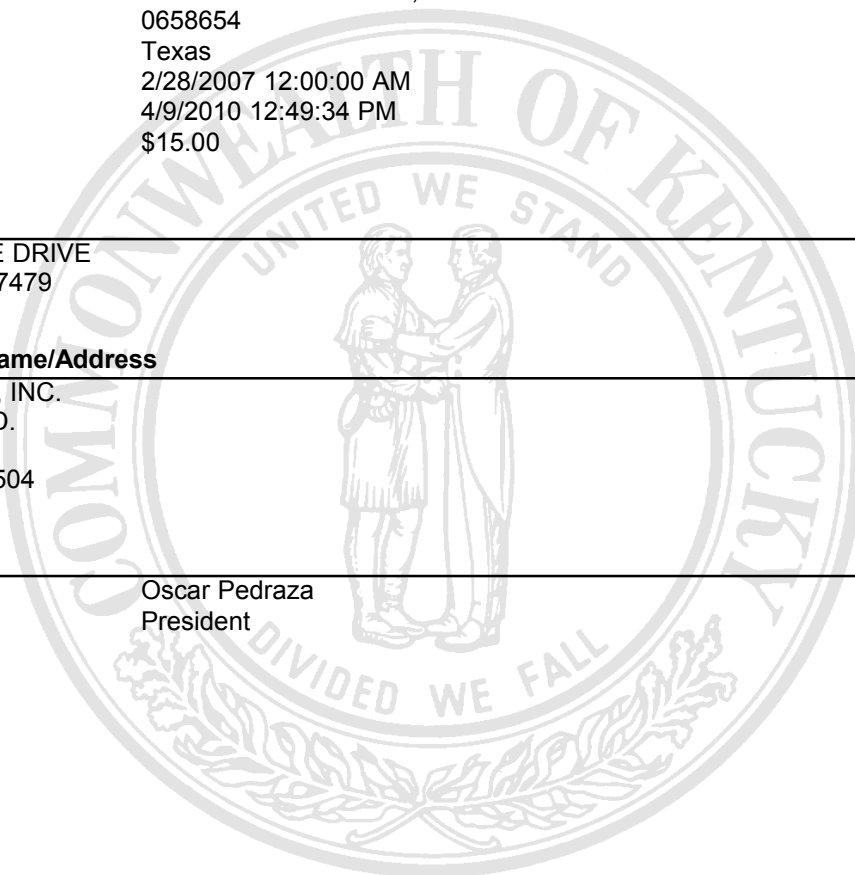 0658654
Texas
2/28/2007 12:00:00 AM
4/9/2010 12:49:34 PM
$15.00
E DRIVE
7479
ame/Address
INC.
O.
504
Oscar Pedraza
President
COMMONWEALTH OF KENTUCKY
UNITED WE STAND
DIVIDED WE FALL